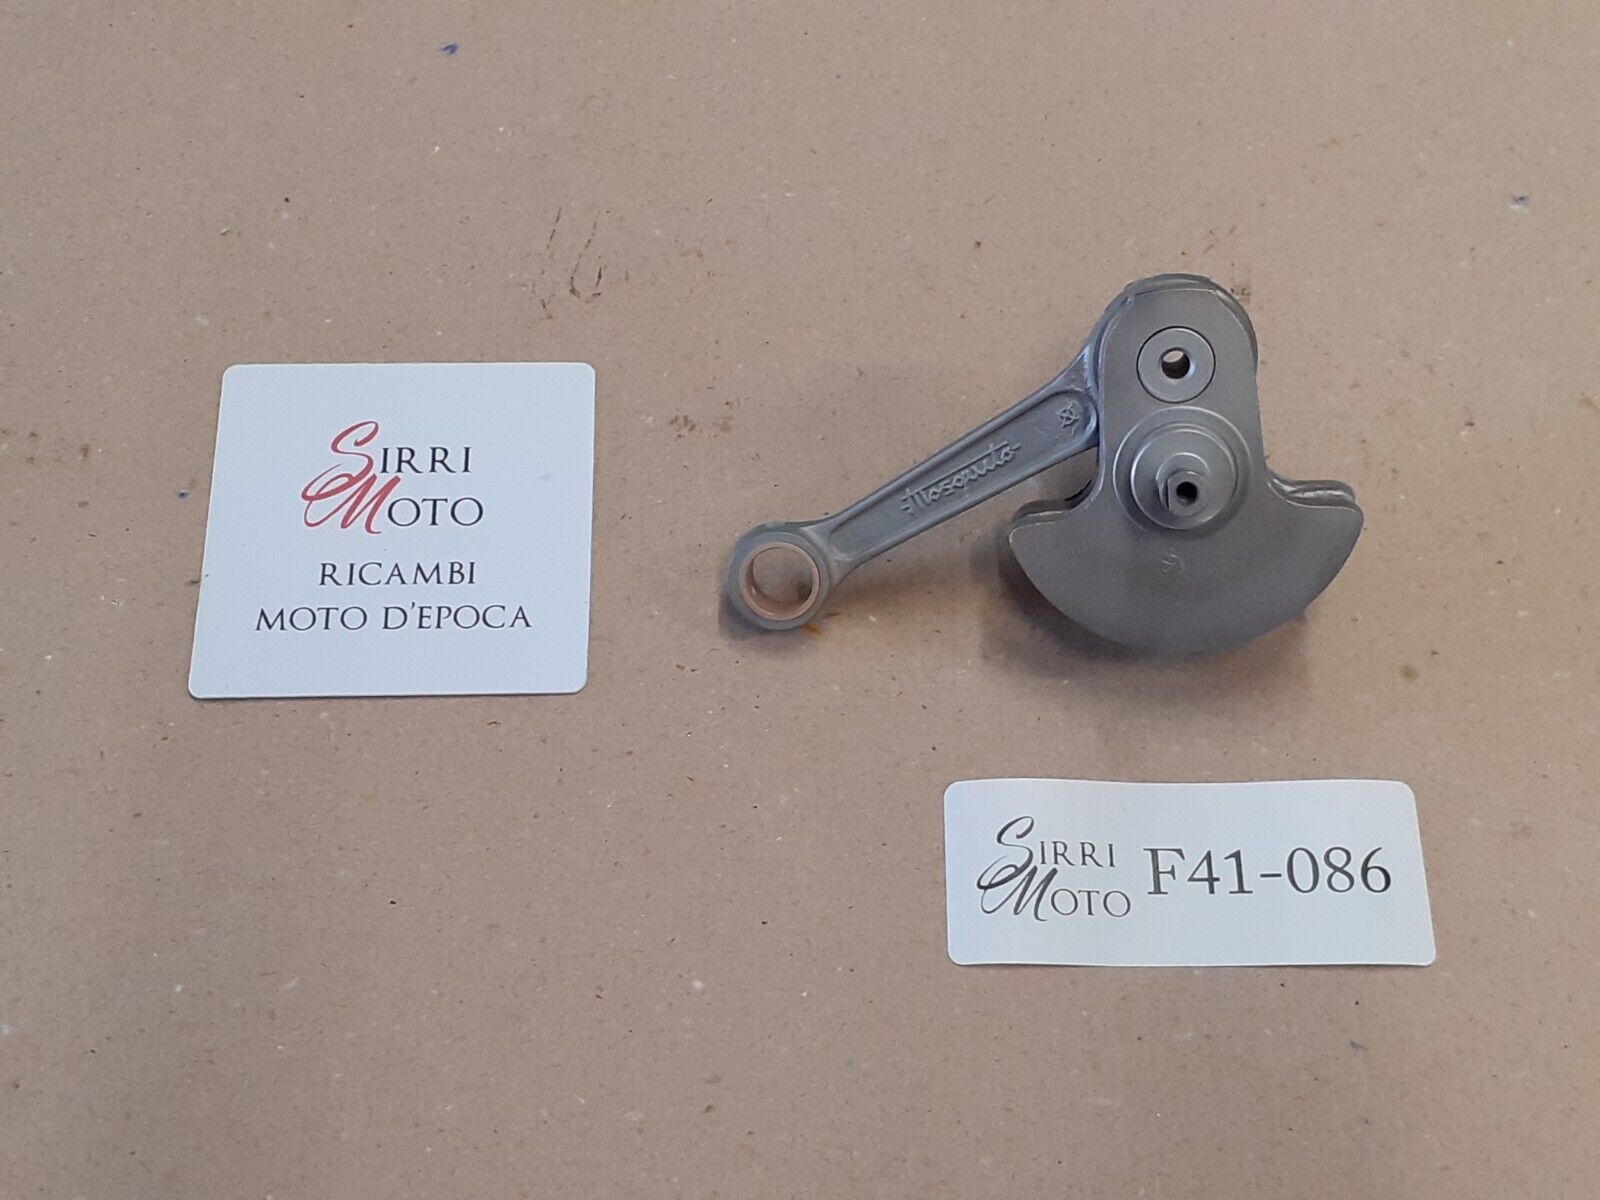 SIRRI
MOTO
RICAMBI
MOTO D'EPOCA
Mosquito
SIRRI
MOTO
F41-086